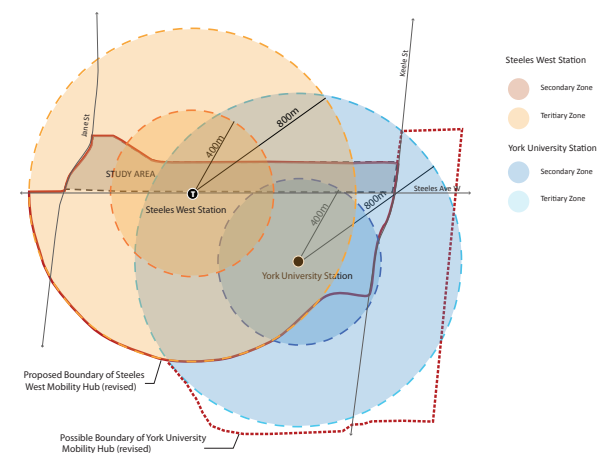 Jane St
Keele St
800m
400m
STUDY AREA
T
Steeles West Station
Steeles Ave W
800m
400m
York University Station
Proposed Boundary of Steeles
West Mobility Hub (revised)
Possible Boundary of York University
Mobility Hub (revised)
Steeles West Station
Secondary Zone
Tertiary Zone
York University Station
Secondary Zone
Tertiary Zone